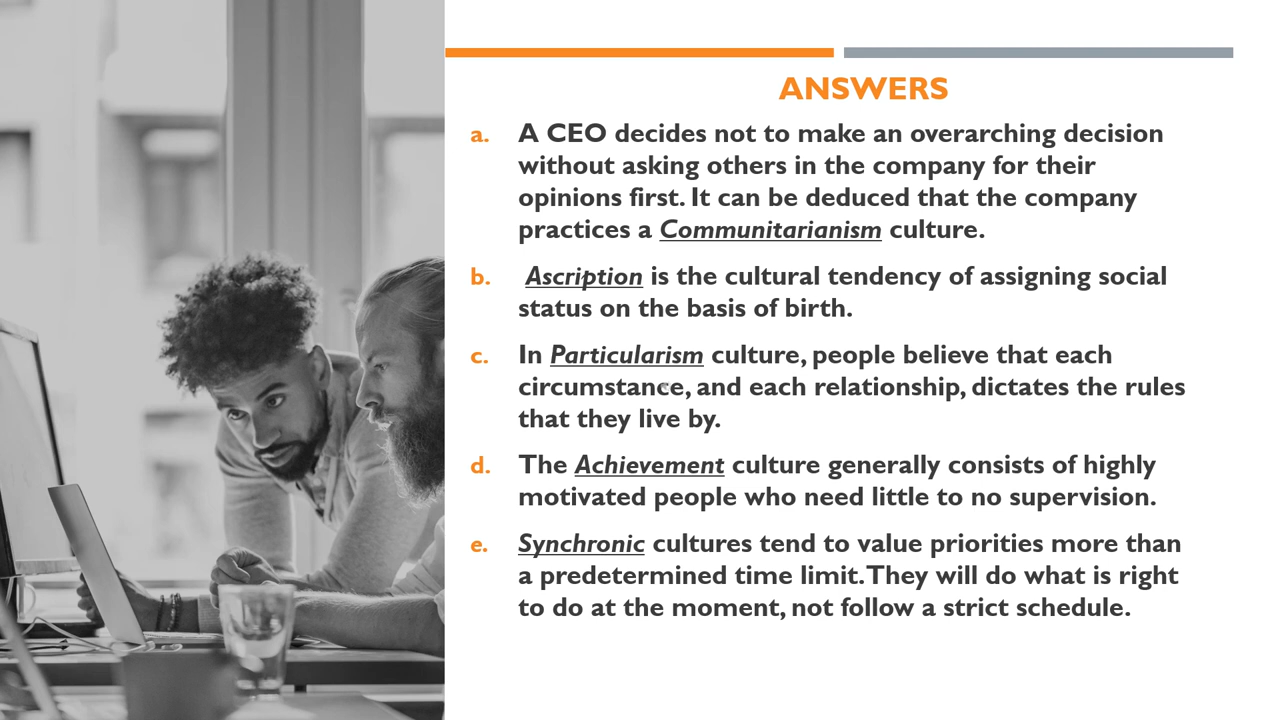 ANSWERS
a. A CEO decides not to make an overarching decision
without asking others in the company for their
opinions first. It can be deduced that the company
practices a Communitarianism culture.
b. Ascription is the cultural tendency of assigning social
status on the basis of birth.
c. In Particularism culture, people believe that each
circumstance, and each relationship, dictates the rules
that they live by.
d. The Achievement culture generally consists of highly
motivated people who need little to no supervision.
e. Synchronic cultures tend to value priorities more than
a predetermined time limit. They will do what is right
to do at the moment, not follow a strict schedule.